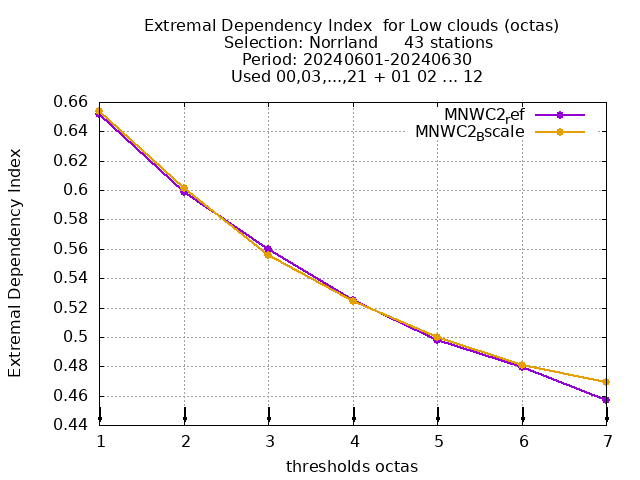 Extremal Dependency Index  for Low clouds (octas)
Selection: Norrland     43 stations
Period: 20240601-20240630
Used 00,03,...,21 + 01 02 ... 12
MNWC2ref
MNWC2Bscale
Extremal Dependency Index
0.66
0.64
0.62
0.6
0.58
0.56
0.54
0.52
0.5
0.48
0.46
0.44
1 2 3 4 5 6 7
thresholds octas